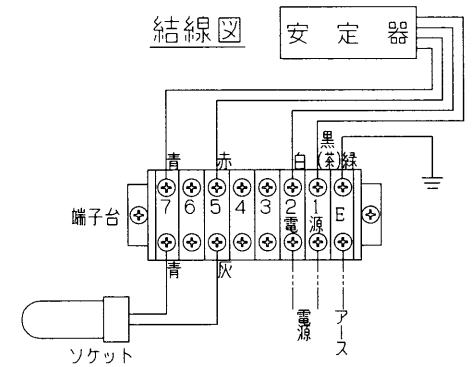 結線図
安定器
青 赤 白 黒(茶) 緑
端子台
7 6 5 4 3 2 1 E
電 源
青 灰
電源
アース
ソケット